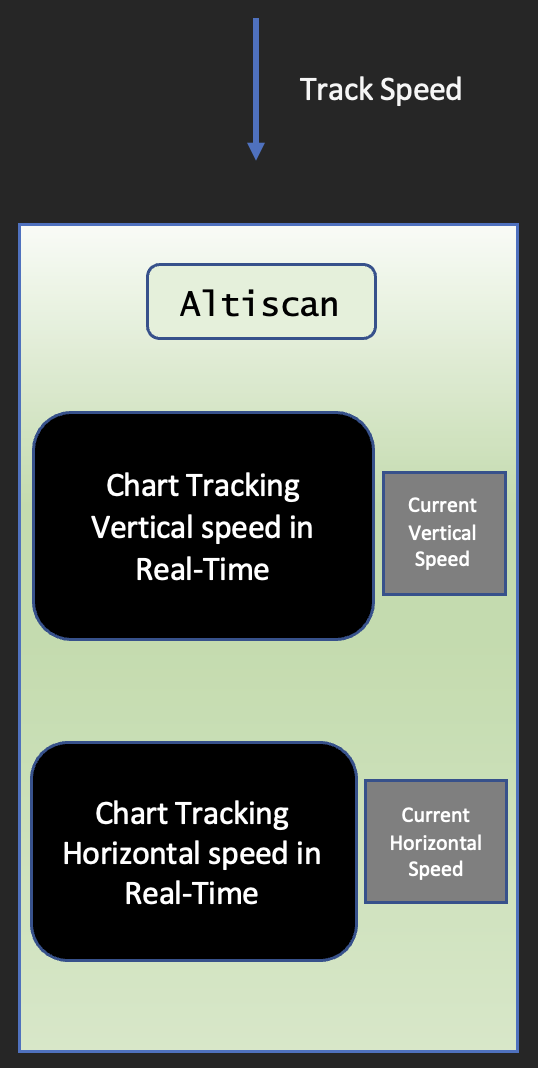 Track Speed
Altiscan
Chart Tracking
Vertical speed in
Real-Time
Current
Vertical
Speed
Chart Tracking
Horizontal speed in
Real-Time
Current
Horizontal
Speed